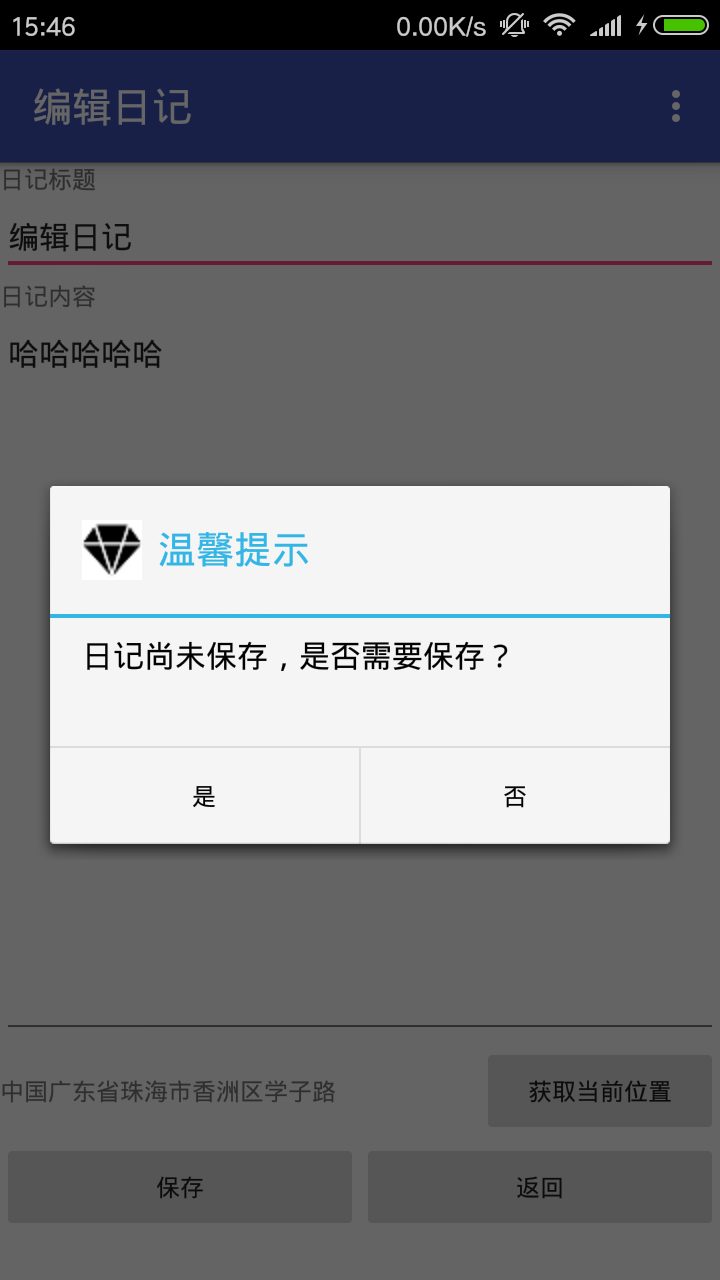 15:46 0.00K/s
编辑日记
日记标题
编辑日记
日记内容
哈哈哈哈哈
温馨提示
日记尚未保存，是否需要保存？
是 否
中国广东省珠海市香洲区学子路 获取当前位置
保存 返回